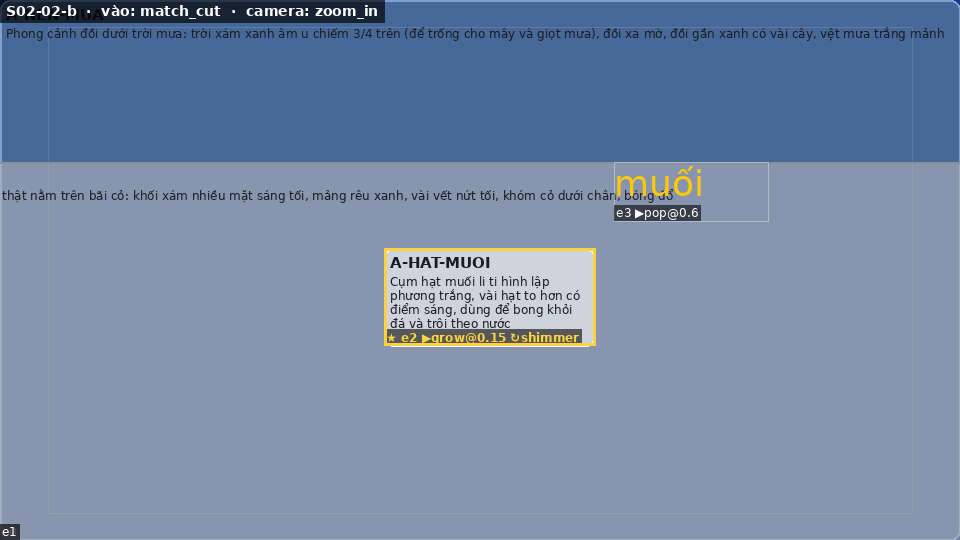 S02-02-b · vào: match_cut · camera: zoom_in
Phong cảnh đồi dưới trời mưa: trời xám xanh âm u chiếm 3/4 trên (để trống cho mây và giọt mưa), đồi xa mờ, đồi gần xanh có vài cây, vệt mưa trắng mảnh
muối
thật nằm trên bãi cỏ: khối xám nhiều mặt sáng tối, mảng rêu xanh, vài vết nứt tối, khóm cỏ dưới chân, bóng đổ
e3 ▶pop@0.6
A-HAT-MUOI
Cụm hạt muối li ti hình lập
phương trắng, vài hạt to hơn có
điểm sáng, dùng để bong khỏi
đá và trôi theo nước
★ e2 ▶grow@0.15 ↻shimmer
e1